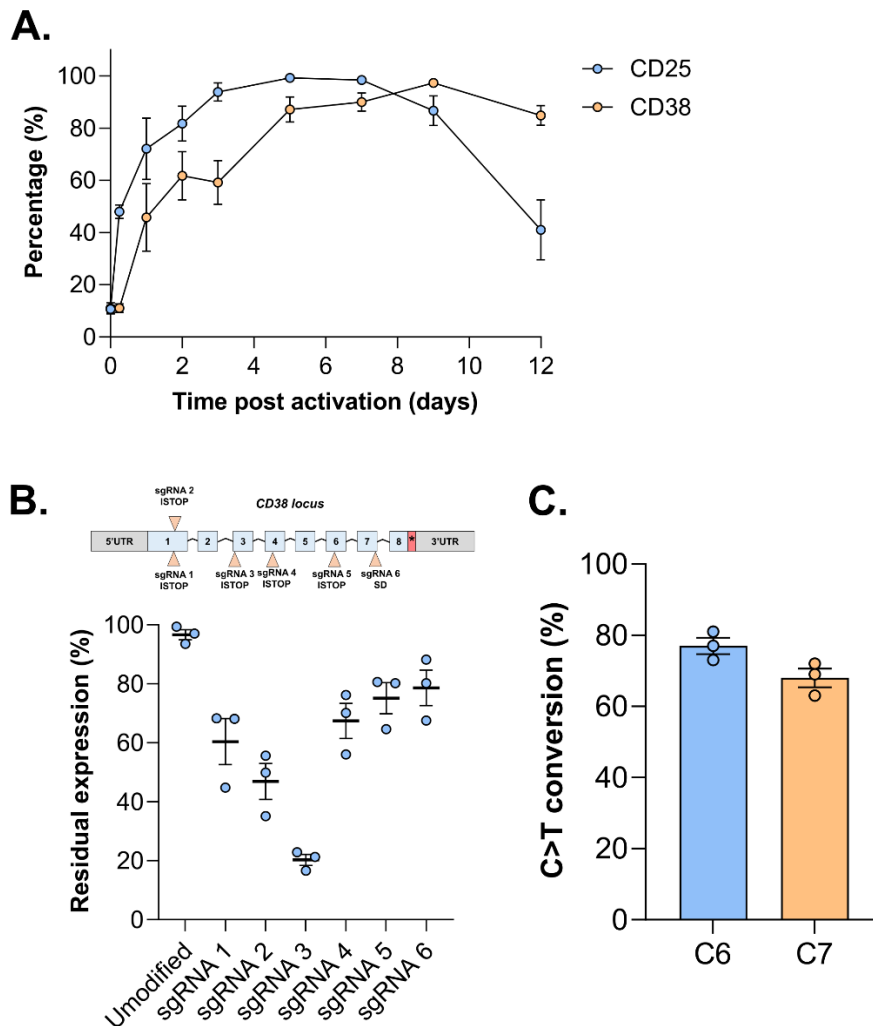 A.
100
80
60
40
20
0
Percentage (%)
0 2 4 6 8 10 12
Time post activation (days)
CD25
CD38
B.
sgRNA 2
ISTOP
CD38 locus
5'UTR 1 2 3 4 5 6 7 8 * 3'UTR
sgRNA 1
ISTOP
sgRNA 3
ISTOP
sgRNA 4
ISTOP
sgRNA 5
ISTOP
sgRNA 6
SD
100
80
60
40
20
0
Residual expression (%)
Umodified
sgRNA 1
sgRNA 2
sgRNA 3
sgRNA 4
sgRNA 5
sgRNA 6
C.
100
80
60
40
20
0
C>T conversion (%)
C6
C7